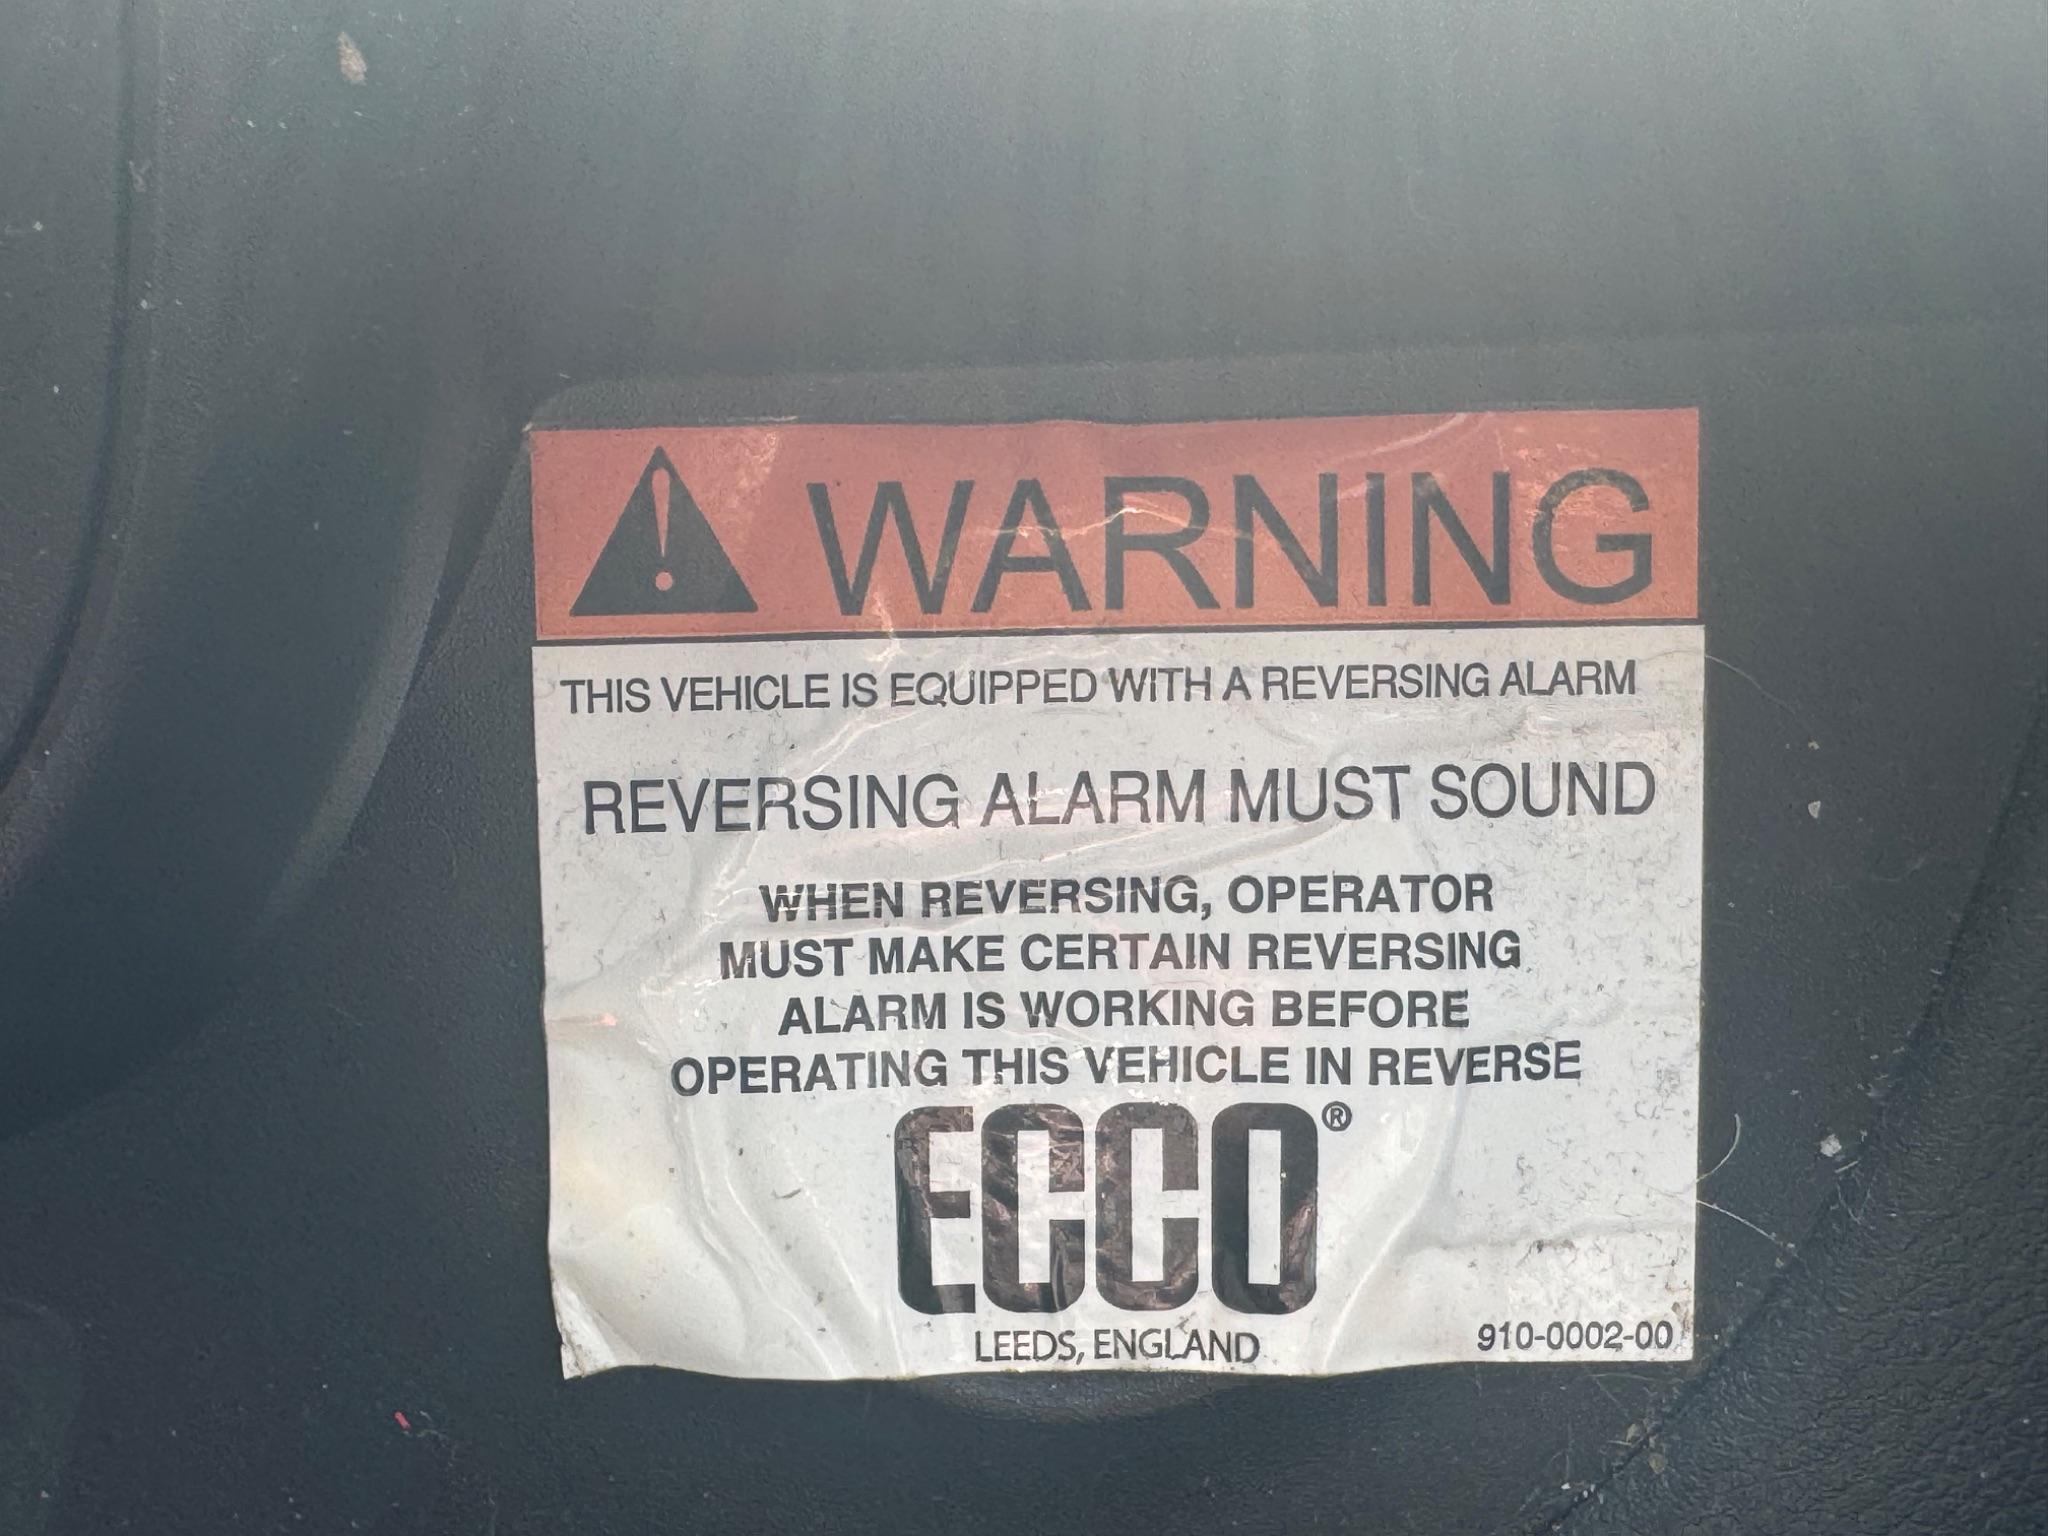 WARNING
THIS VEHICLE IS EQUIPPED WITH A REVERSING ALARM
REVERSING ALARM MUST SOUND
WHEN REVERSING, OPERATOR
MUST MAKE CERTAIN REVERSING
ALARM IS WORKING BEFORE
OPERATING THIS VEHICLE IN REVERSE
ECCO®
LEEDS, ENGLAND
910-0002-00